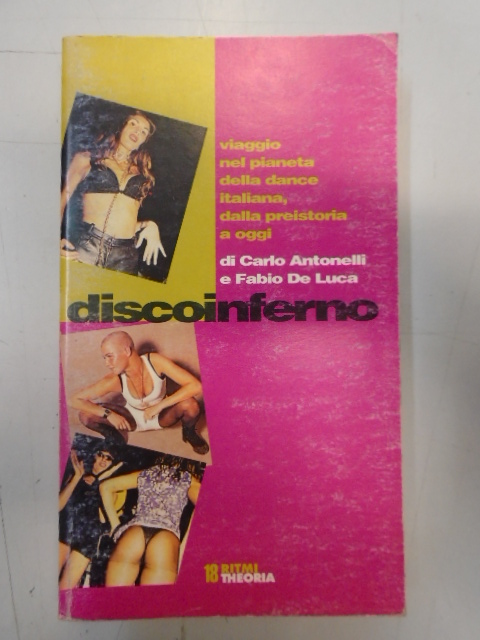 viaggio
nel pianeta
della dance
italiana,
dalla preistoria
a oggi
di Carlo Antonelli
e Fabio De Luca
discoinferno
18 RITMI
THEORIA